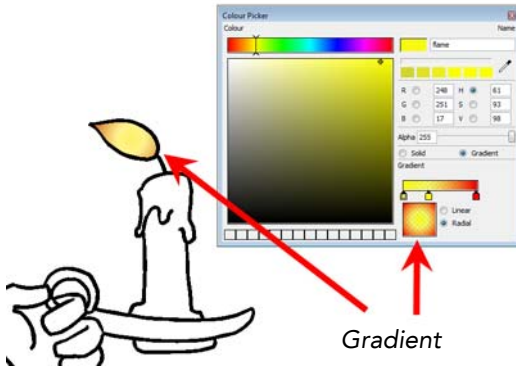 Colour Picker
Colour
Name
flame
R 248 H 61
G 251 S 93
B 17 V 98
Alpha 255
Solid Gradient
Gradient
Linear
Radial
Gradient